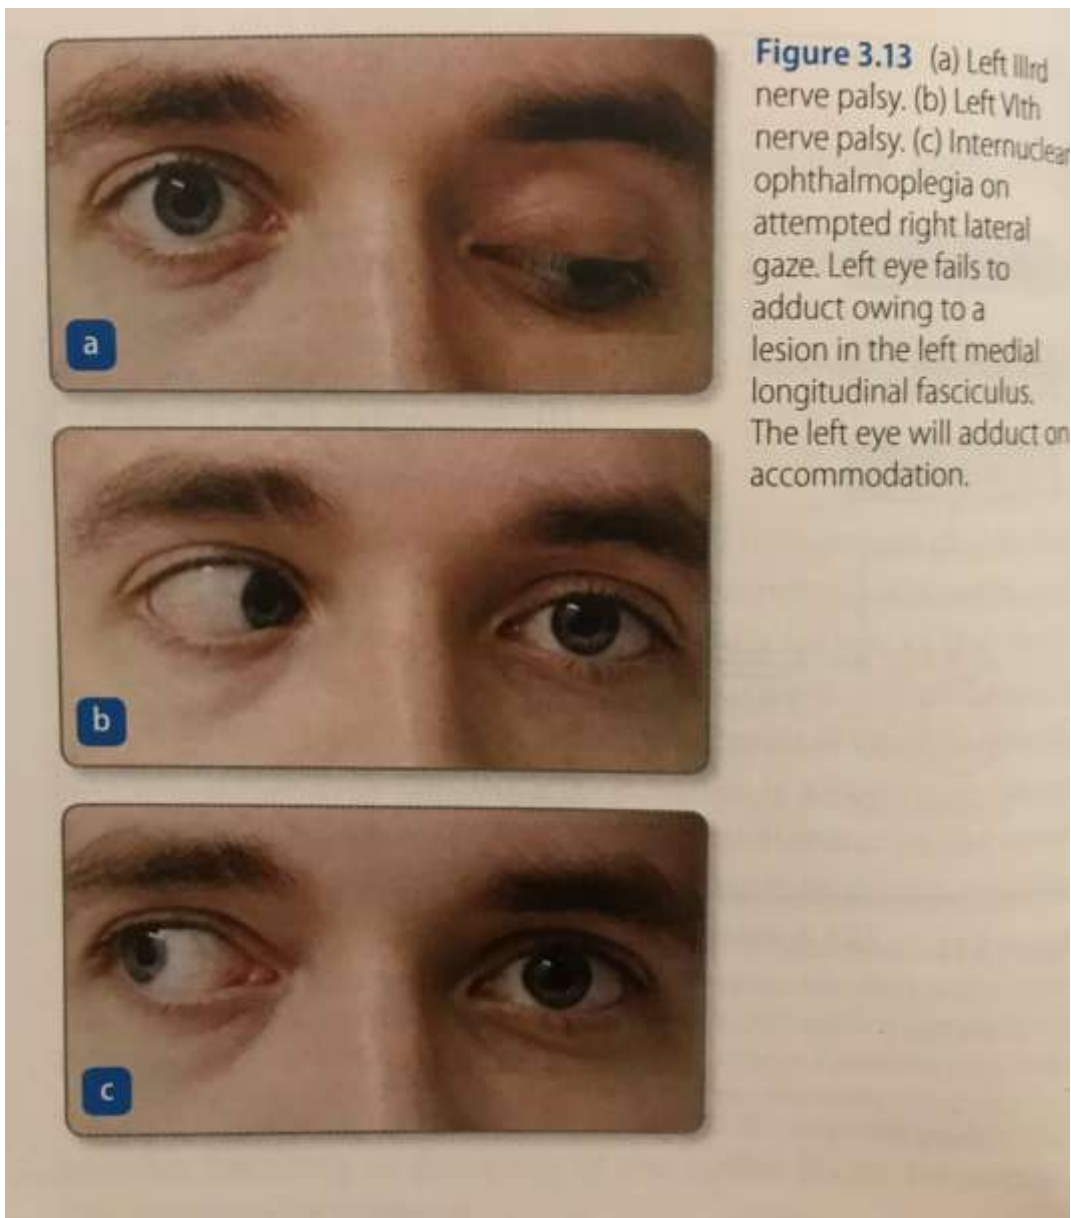 Figure 3.13 (a) Left IIIrd
nerve palsy. (b) Left VIth
nerve palsy. (c) Internuclear
ophthalmoplegia on
attempted right lateral
gaze. Left eye fails to
adduct owing to a
lesion in the left medial
longitudinal fasciculus.
The left eye will adduct on
accommodation.
a
b
c